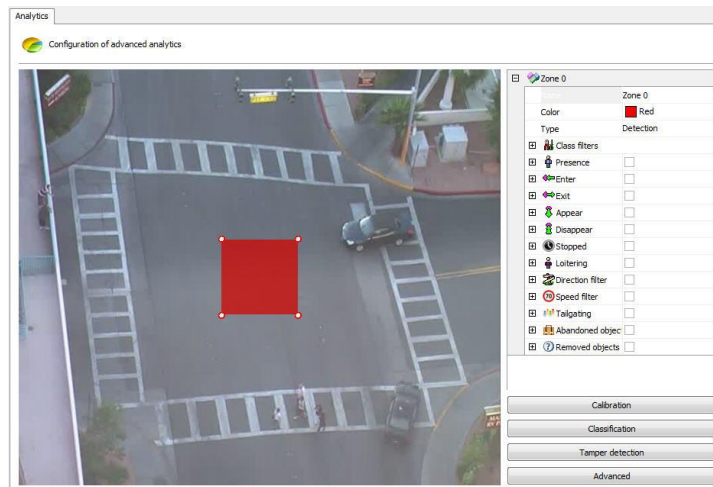 Analytics
Configuration of advanced analytics
Zone 0
Zone 0
Color Red
Type Detection
Class filters
Presence
Enter
Exit
Appear
Disappear
Stopped
Loitering
Direction filter
70 Speed filter
Tailgating
Abandoned objec
? Removed objects
Calibration
Classification
Tamper detection
Advanced